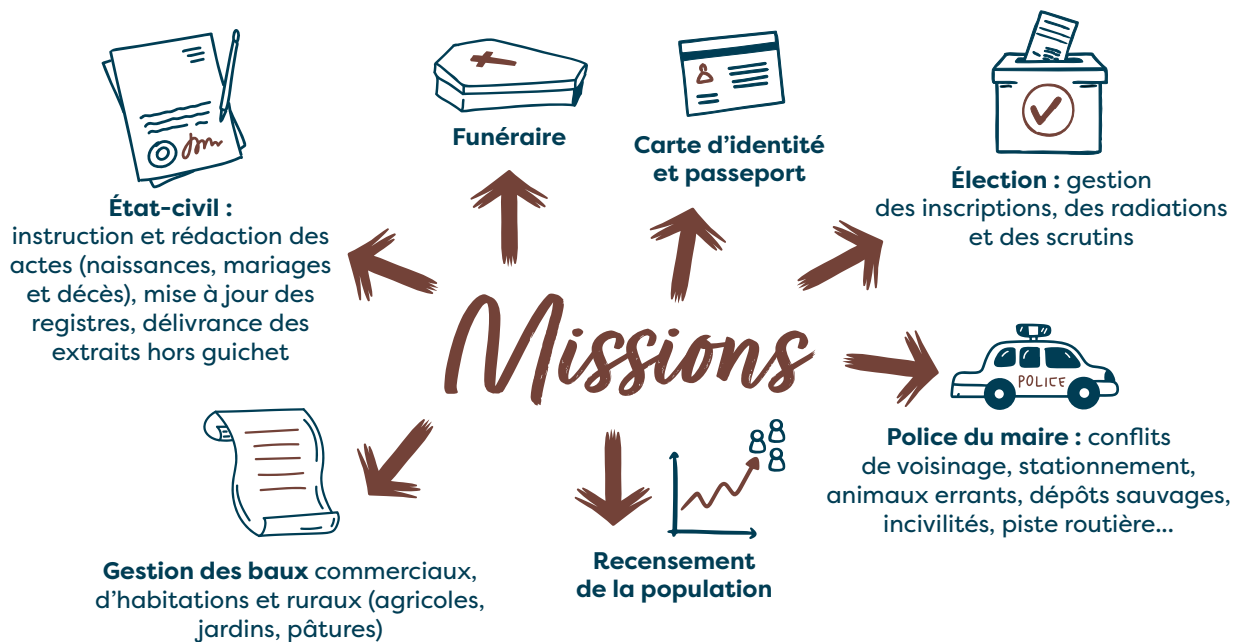 Funéraire
Carte d’identité
et passeport
État-civil :
instruction et rédaction des
actes (naissances, mariages
et décès), mise à jour des
registres, délivrance des
extraits hors guichet
Élection : gestion
des inscriptions, des radiations
et des scrutins
Missions
POLICE
Police du maire : conflits
de voisinage, stationnement,
animaux errants, dépôts sauvages,
incivilités, piste routière...
Gestion des baux commerciaux,
d’habitations et ruraux (agricoles,
jardins, pâtures)
Recensement
de la population